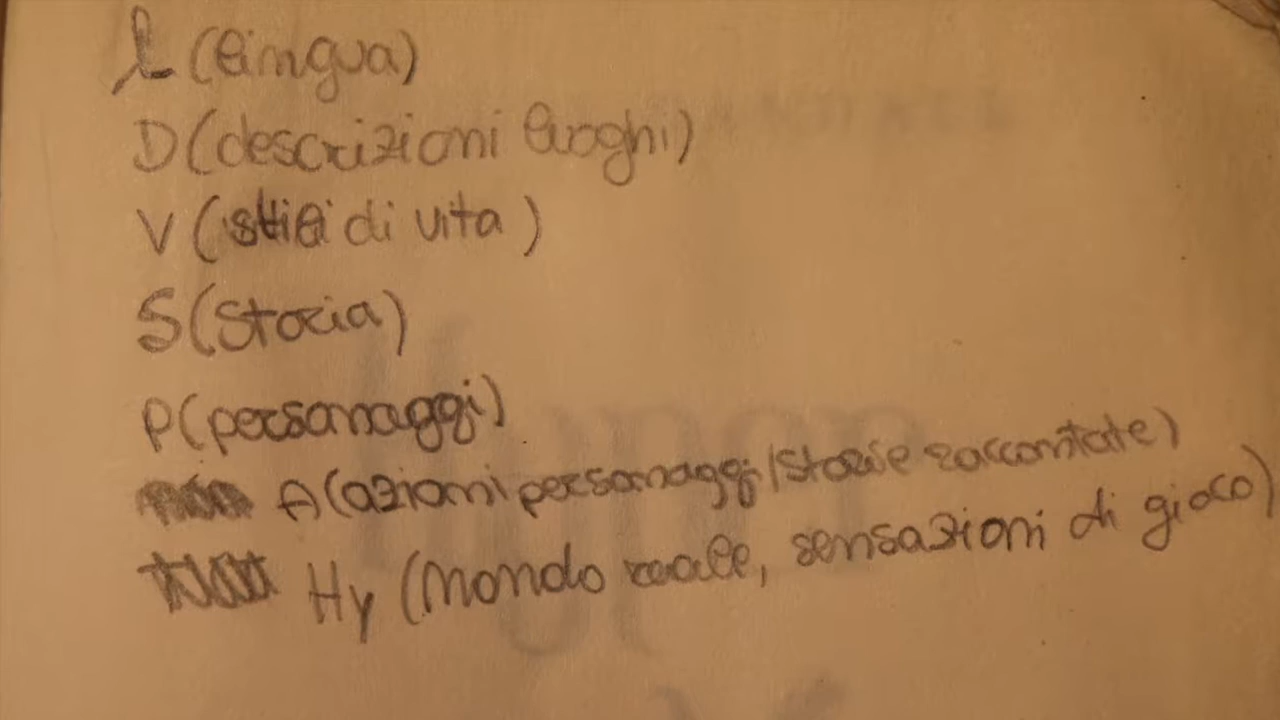 L (lingua)
D (descrizioni luoghi)
V (stili di vita)
S (Storia)
P (personaggi)
A (azioni personaggi/storie raccontate)
Hy (Mondo reale, sensazioni di gioco)